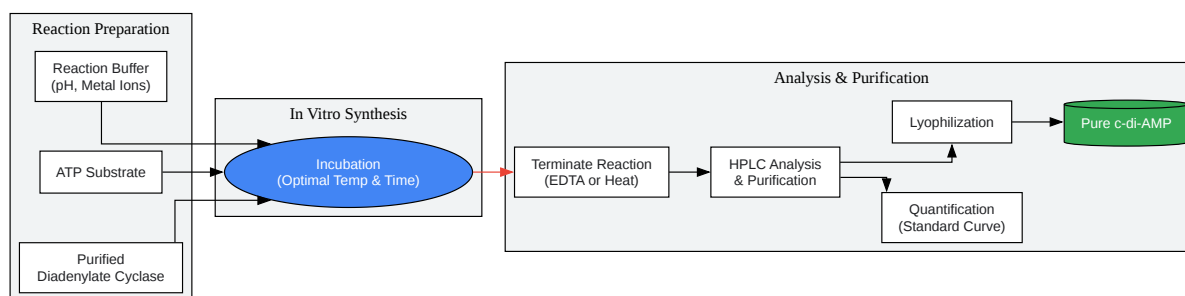 Reaction Preparation
Reaction Buffer
(pH, Metal Ions)
ATP Substrate
Purified
Diadenylate Cyclase
In Vitro Synthesis
Incubation
(Optimal Temp & Time)
Analysis & Purification
Terminate Reaction
(EDTA or Heat)
HPLC Analysis
& Purification
Lyophilization
Pure c-di-AMP
Quantification
(Standard Curve)